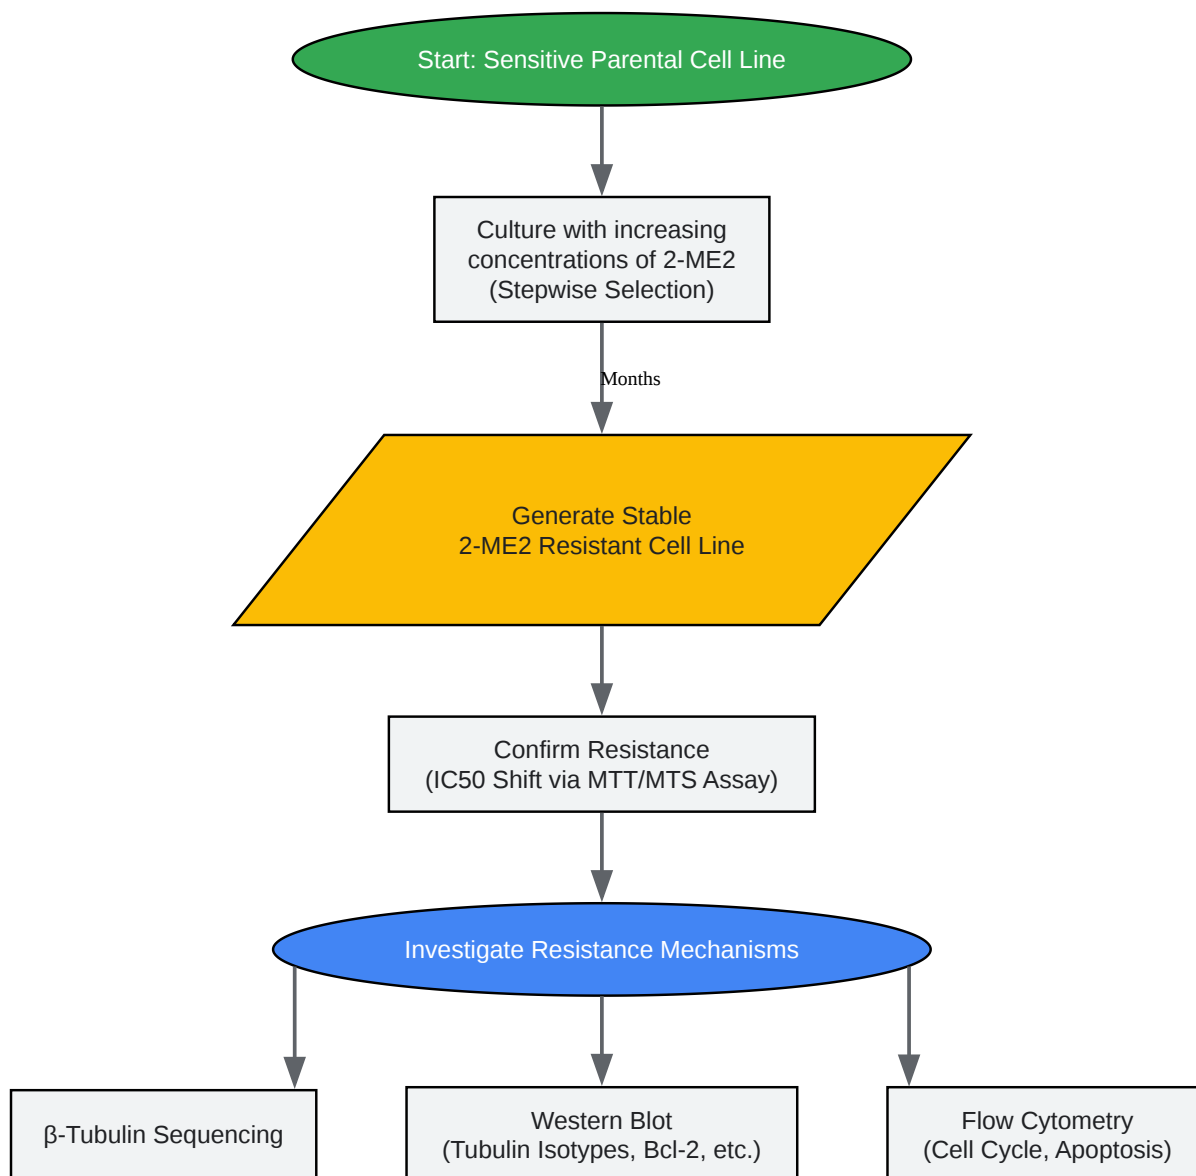 Start: Sensitive Parental Cell Line
Culture with increasing
concentrations of 2-ME2
(Stepwise Selection)
Months
Generate Stable
2-ME2 Resistant Cell Line
Confirm Resistance
(IC50 Shift via MTT/MTS Assay)
Investigate Resistance Mechanisms
β-Tubulin Sequencing
Western Blot
(Tubulin Isotypes, Bcl-2, etc.)
Flow Cytometry
(Cell Cycle, Apoptosis)